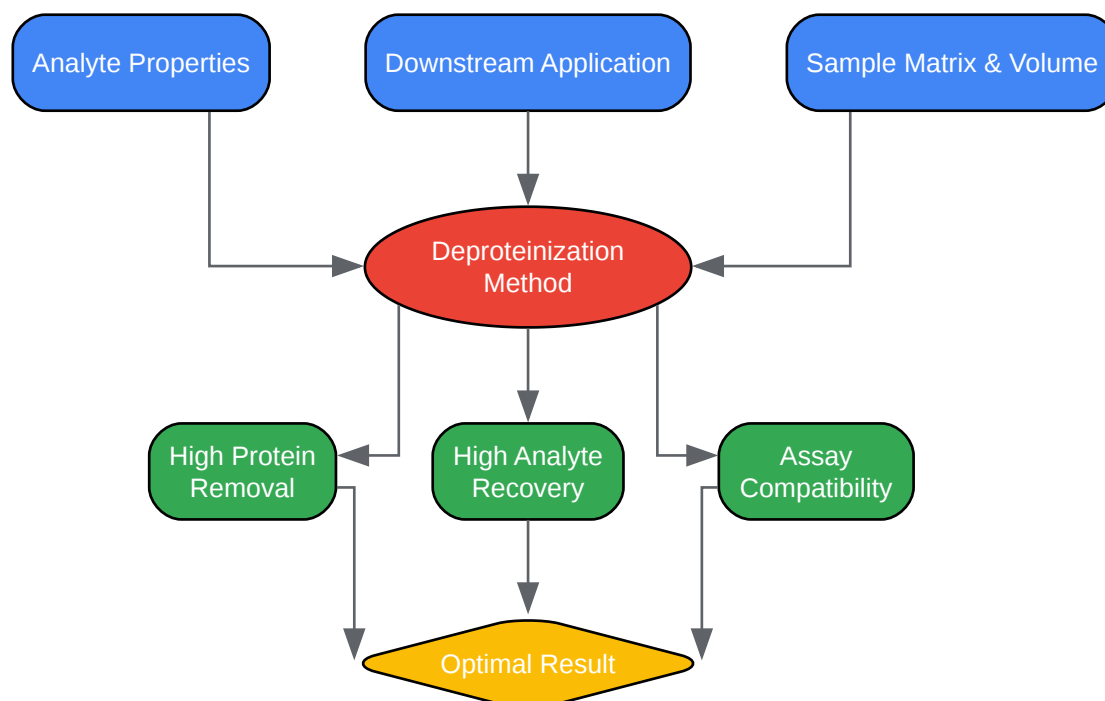 Analyte Properties
Downstream Application
Sample Matrix & Volume
Deproteinization
Method
High Protein
Removal
High Analyte
Recovery
Assay
Compatibility
Optimal Result